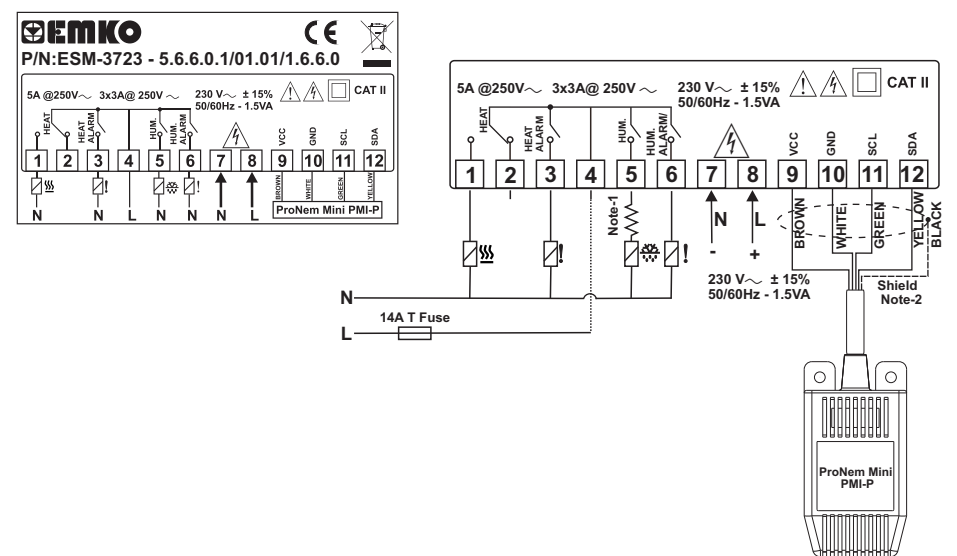 EMKO CE
P/N:ESM-3723 - 5.6.6.0.1/01.01/1.6.6.0
5A @250V~ 3x3A@ 250V ~ 230 V~ ± 15% CAT II
50/60Hz - 1.5VA
HEAT HEAT ALARM HUM. HUM. ALARM VCC GND SCL SDA
1 2 3 4 5 6 7 8 9 10 11 12
! !
BROWN WHITE GREEN YELLOW
N N L N N N L ProNem Mini PMI-P
5A @250V~ 3x3A@ 250V ~ 230 V~ ± 15% CAT II
50/60Hz - 1.5VA
HEAT HEAT ALARM HUM. HUM. ALARM/ VCC GND SCL SDA
1 2 3 4 5 6 7 8 9 10 11 12
Note-1 N L BROWN WHITE GREEN YELLOW BLACK
! ! - +
230 V~ ± 15%
50/60Hz - 1.5VA
Shield
Note-2
N
14A T Fuse
L
ProNem Mini
PMI-P